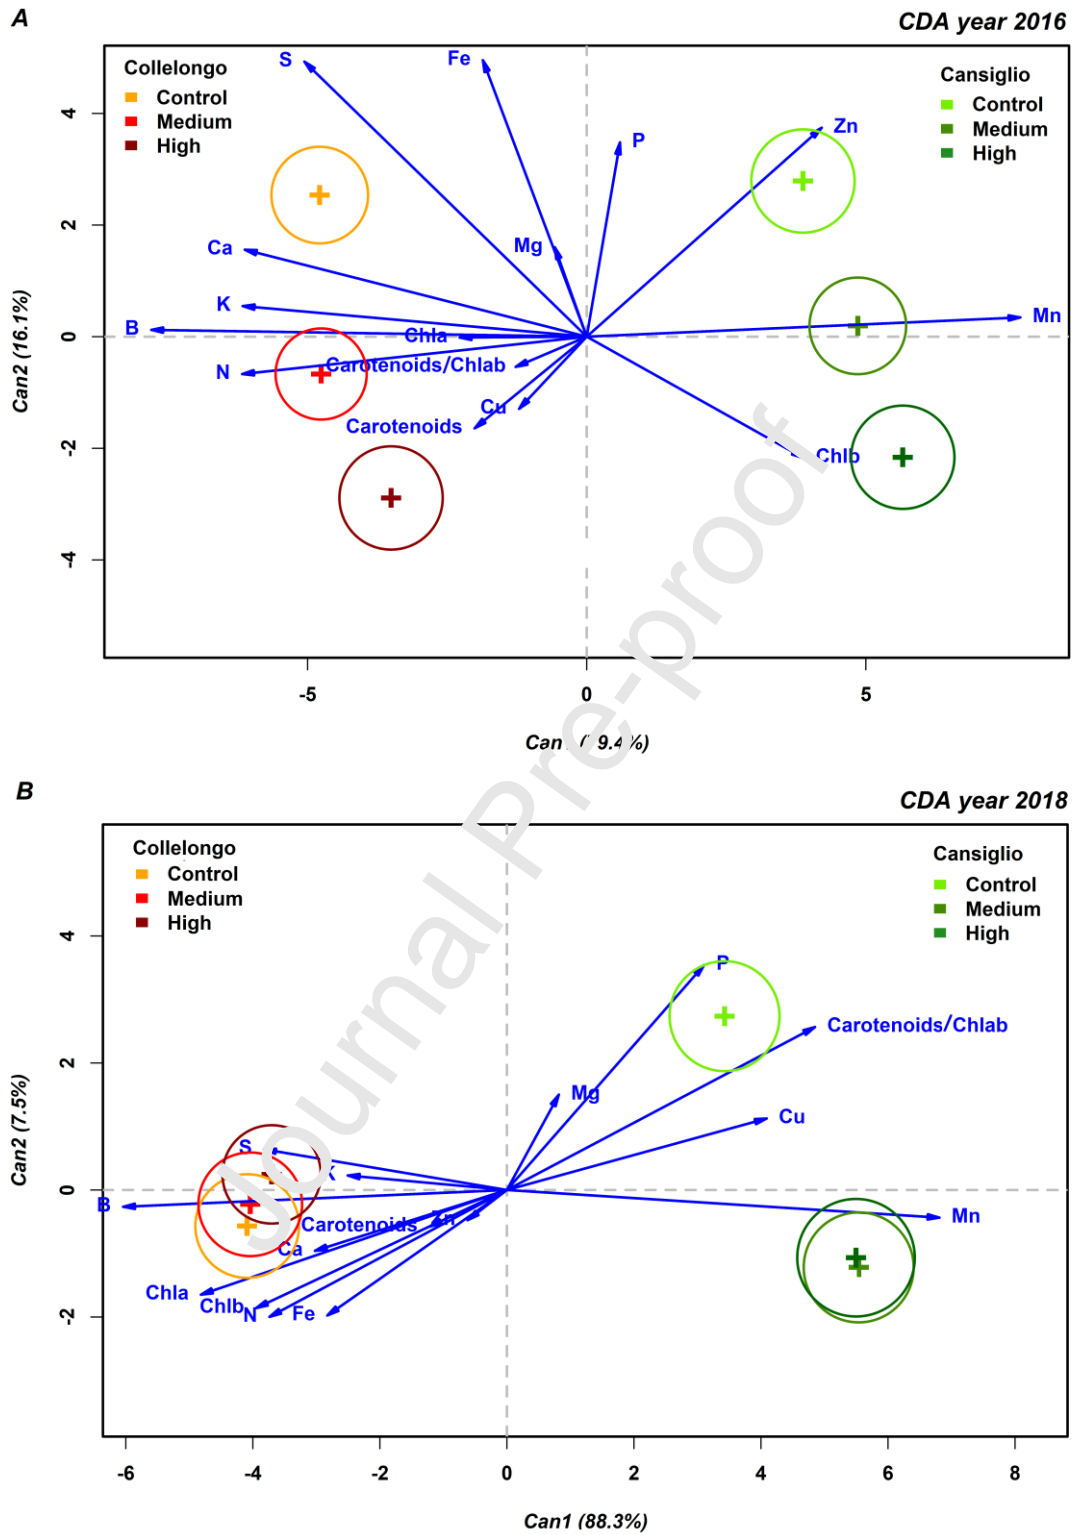 A
CDA year 2016
Collelongo
Control
Medium
High
Cansiglio
Control
Medium
High
S
Fe
P
Zn
Mg
Ca
K
B
Chla
Mn
N
Carotenoids/Chlab
Cu
Carotenoids
Chlb
4
2
0
-2
-4
Can2 (16.1%)
-5
0
5
Journal Pre-proof
B
CDA year 2018
Collelongo
Control
Medium
High
Cansiglio
Control
Medium
High
P
Carotenoids/Chlab
Mg
Cu
S
K
B
Mn
Carotenoids
Ca
Chla
Chlb
N
Fe
4
2
0
-2
Can2 (7.5%)
-6
-4
-2
0
2
4
6
8
Can1 (88.3%)